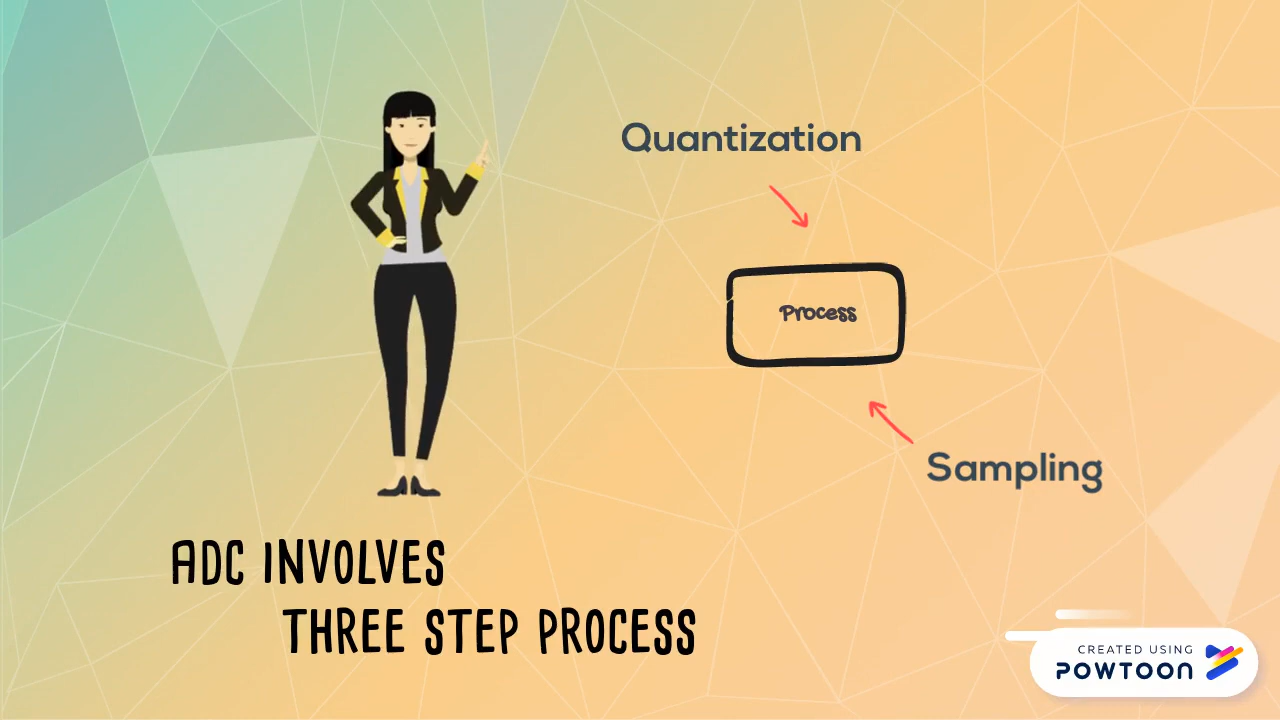 Quantization
Process
Sampling
ADC INVOLVES
THREE STEP PROCESS
CREATED USING
POWTOON